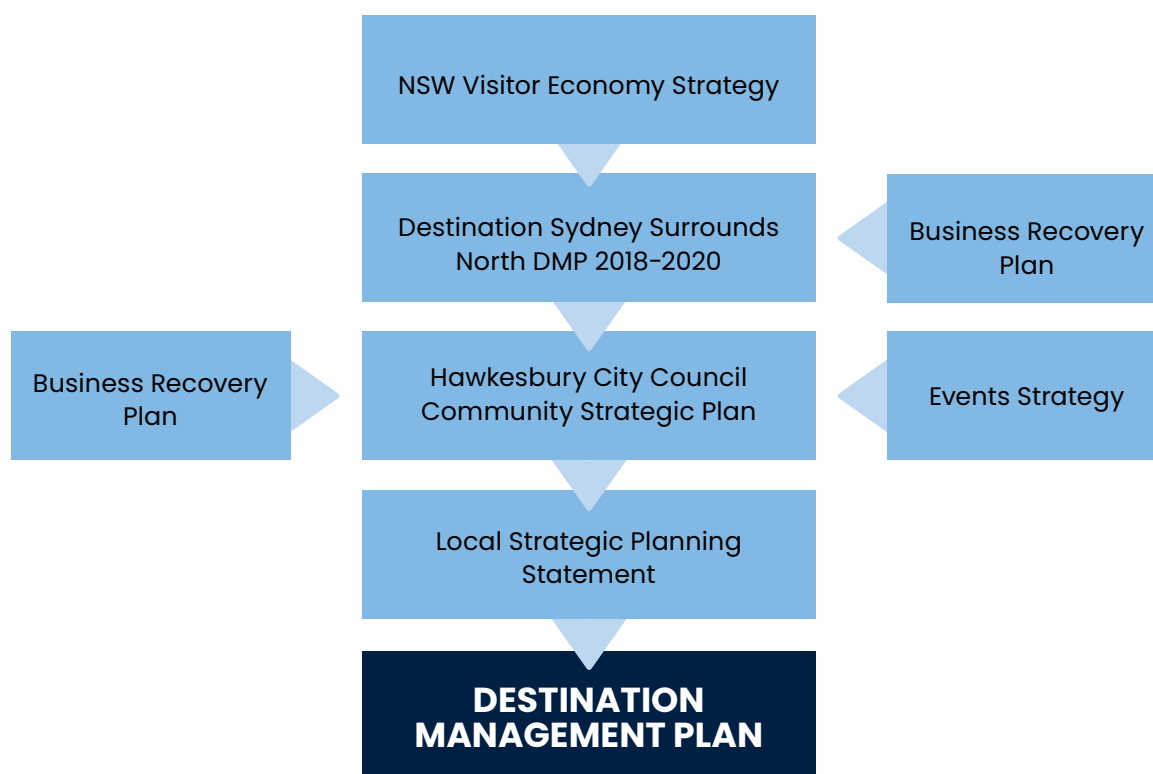 NSW Visitor Economy Strategy
Destination Sydney Surrounds
North DMP 2018-2020
Business Recovery
Plan
Business Recovery
Plan
Hawkesbury City Council
Community Strategic Plan
Events Strategy
Local Strategic Planning
Statement
DESTINATION
MANAGEMENT PLAN